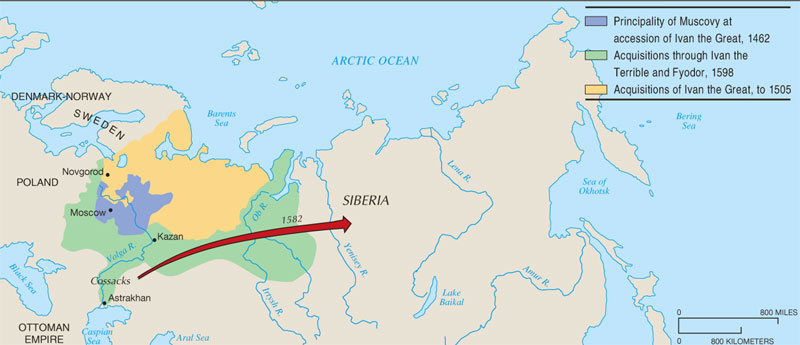 Principality of Muscovy at
accession of Ivan the Great, 1462
Acquisitions through Ivan the
Terrible and Fyodor, 1598
Acquisitions of Ivan the Great, to 1505
ARCTIC OCEAN
DENMARK-NORWAY
SWEDEN
Barents
Sea
Bering
Sea
Novgorod
POLAND
Moscow
Kazan
Volga R.
Cossacks
Astrakhan
Black Sea
OTTOMAN
EMPIRE
Caspian
Sea
Aral Sea
Ob R.
1582
Irtysh R.
SIBERIA
Yenisey R.
Lena R.
Lake
Baikal
Amur R.
Sea of
Okhotsk
0 800 MILES
0 800 KILOMETERS